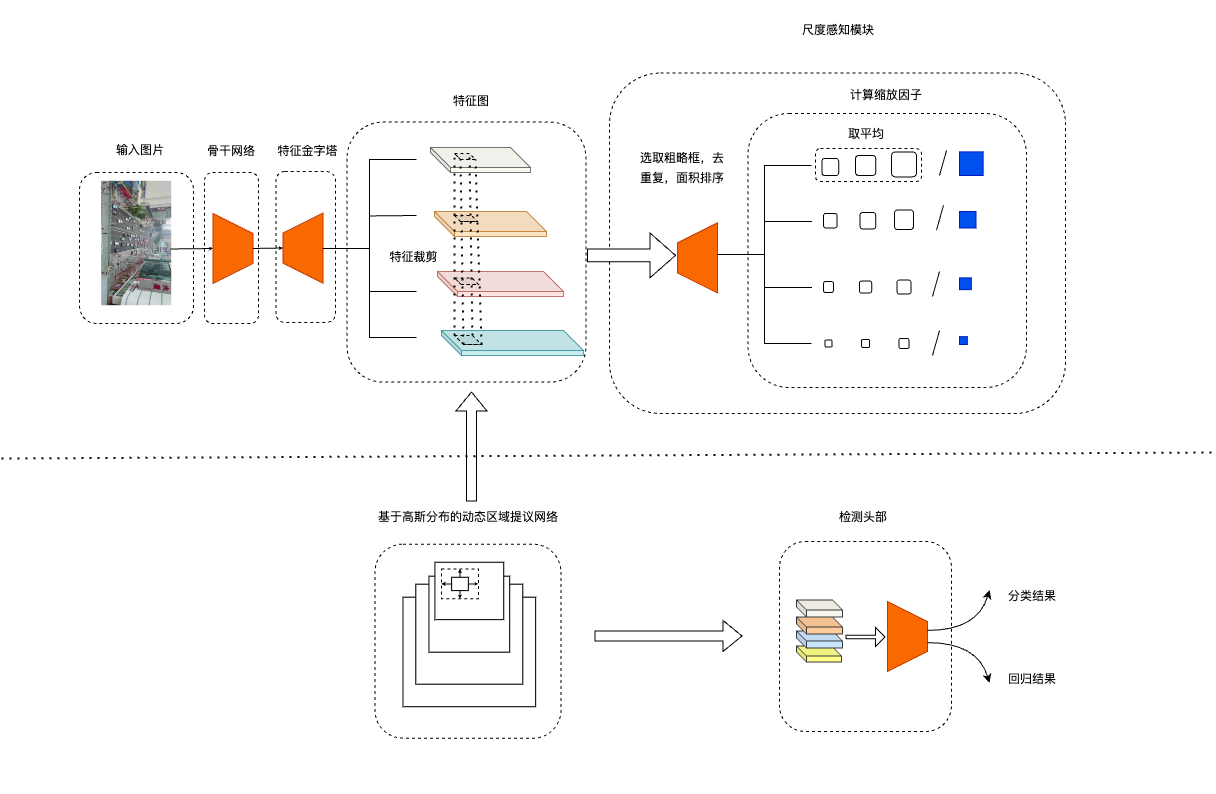 尺度感知模块
特征图
计算缩放因子
取平均
输入图片
骨干网络
特征金字塔
选取粗略框，去
重复，面积排序
特征裁剪
基于高斯分布的动态区域提议网络
检测头部
分类结果
回归结果